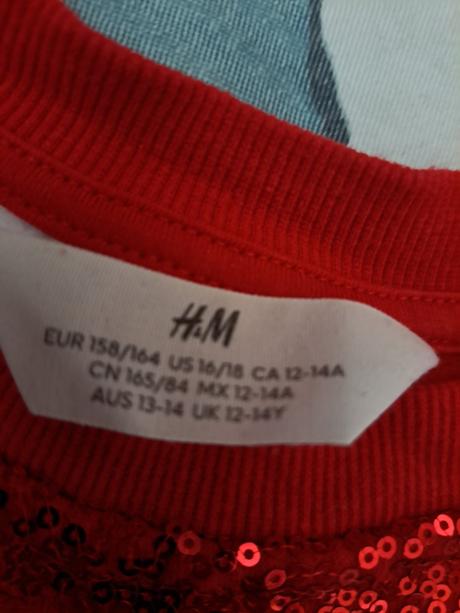 H&M
EUR 158/164 US 16/18 CA 12-14A
CN 165/84 MX 12-14A
AUS 13-14 UK 12-14Y